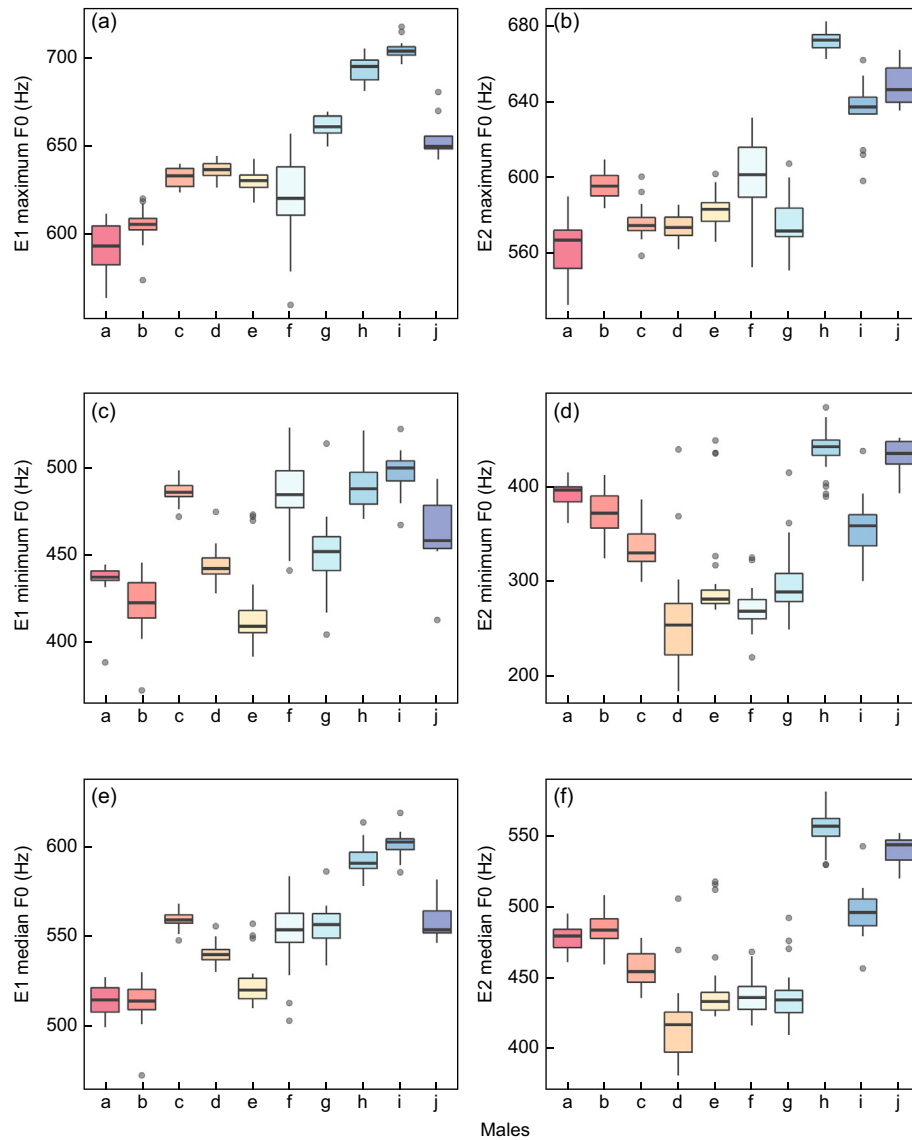 (a)
E1 maximum F0 (Hz)
700
650
600
a b c d e f g h i j
(b)
E2 maximum F0 (Hz)
680
640
600
560
a b c d e f g h i j
(c)
E1 minimum F0 (Hz)
500
450
400
a b c d e f g h i j
(d)
E2 minimum F0 (Hz)
400
300
200
a b c d e f g h i j
(e)
E1 median F0 (Hz)
600
550
500
a b c d e f g h i j
(f)
E2 median F0 (Hz)
550
500
450
400
a b c d e f g h i j
Males